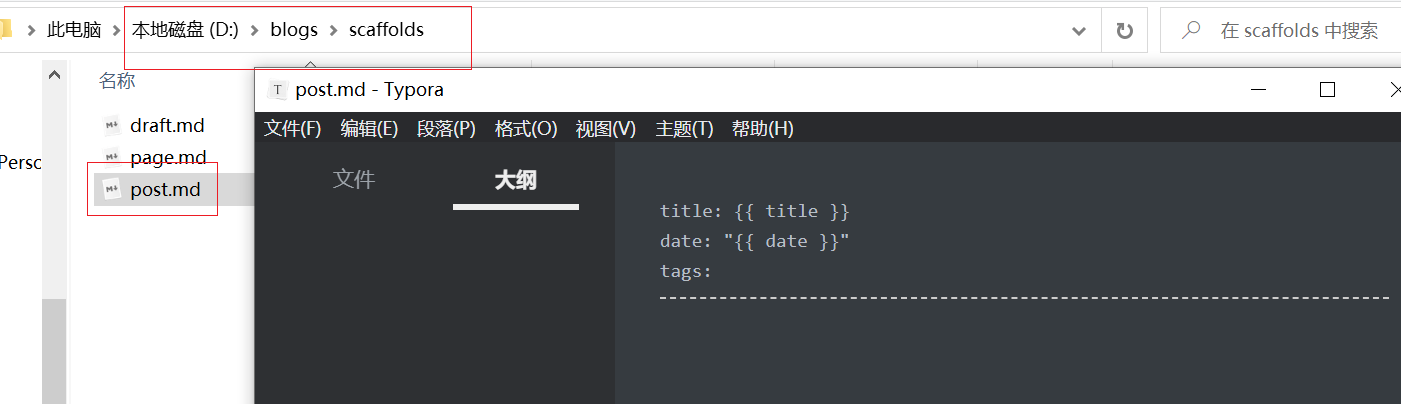 此电脑 > 本地磁盘 (D:) > blogs > scaffolds
在 scaffolds 中搜索
名称
post.md - Typora
draft.md
文件(F) 编辑(E) 段落(P) 格式(O) 视图(V) 主题(T) 帮助(H)
page.md
Perso
post.md
文件 大纲
title: {{ title }}
date: "{{ date }}"
tags: